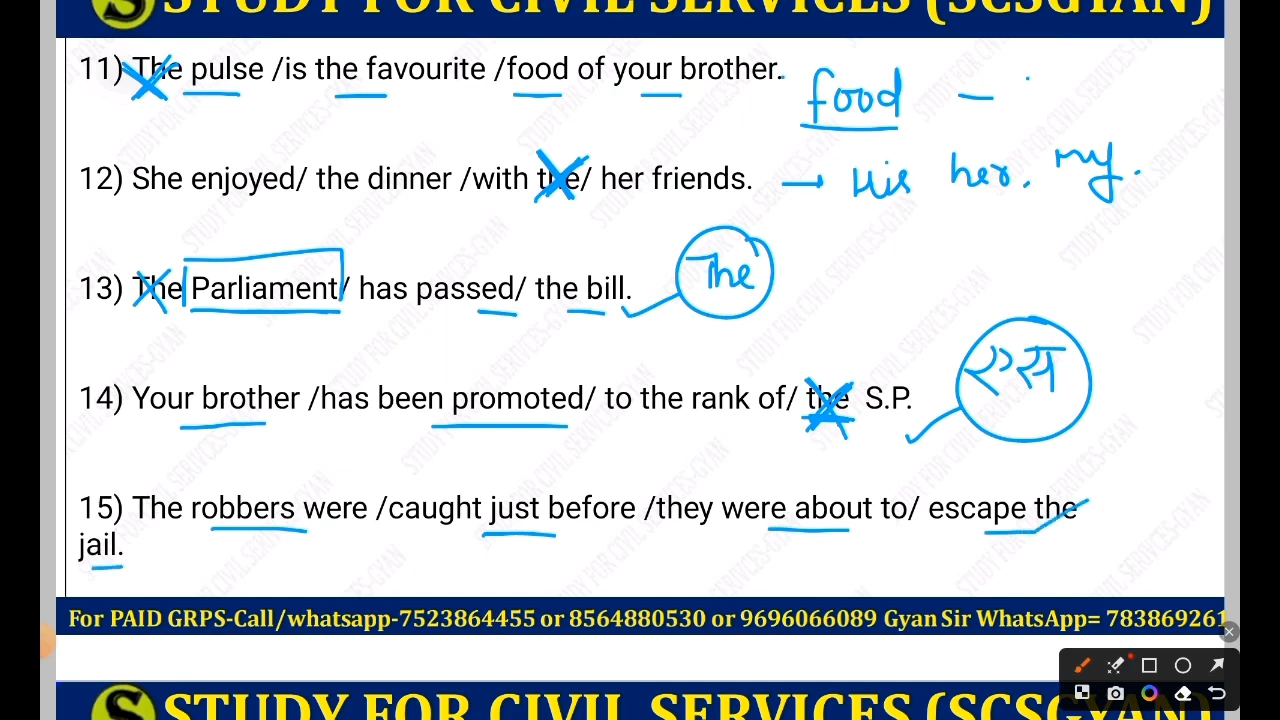 STUDY FOR CIVIL SERVICES (SCSGYAN)
11) The pulse /is the favourite /food of your brother.
food –
12) She enjoyed/ the dinner /with the/ her friends. → His her. my.
13) The Parliament/ has passed/ the bill. The
14) Your brother /has been promoted/ to the rank of/ the S.P.
15) The robbers were /caught just before /they were about to/ escape the
jail.
For PAID GRPS-Call/whatsapp-7523864455 or 8564880530 or 9696066089 Gyan Sir WhatsApp= 783869261
STUDY FOR CIVIL SERVICES (SCSGYAN)